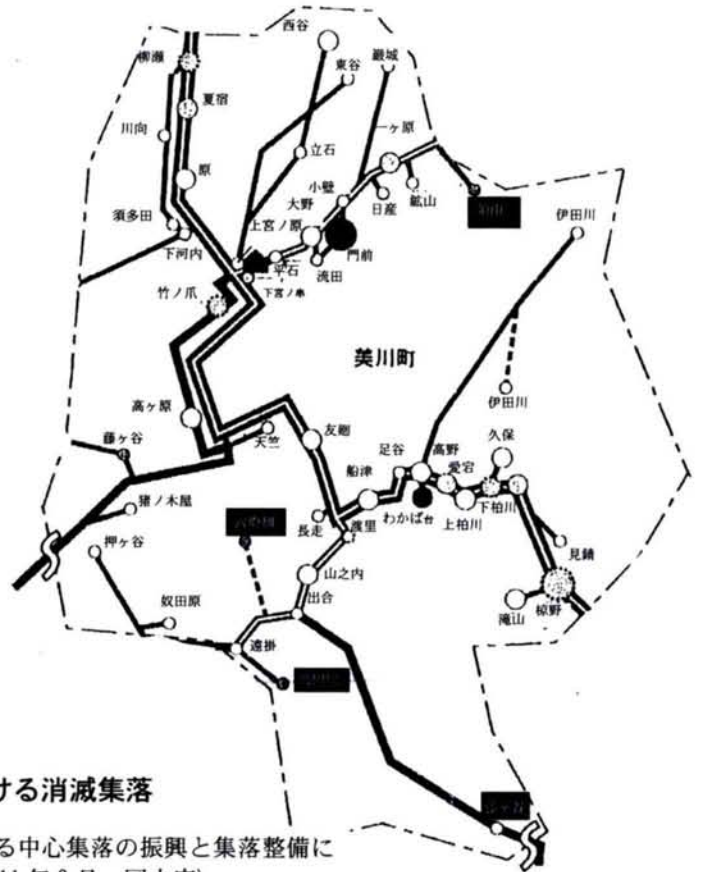 西谷
柳瀬
東谷
巌城
夏宿
一ヶ原
川向
立石
原
小壁
日産
鉱山
大野
須多田
上宮ノ原
門前
伊田川
下河内
平石
流田
竹ノ爪
下宮ノ串
美川町
伊田川
高ヶ原
友廻
久保
藤ヶ谷
天竺
足谷
高野
愛宕
船津
下柏川
猪ノ木屋
わかば台
上柏川
長走
渡里
押ヶ谷
見鏑
山之内
奴田原
出合
滝山
椋野
遠掛
ける消滅集落
る中心集落の振興と集落整備に